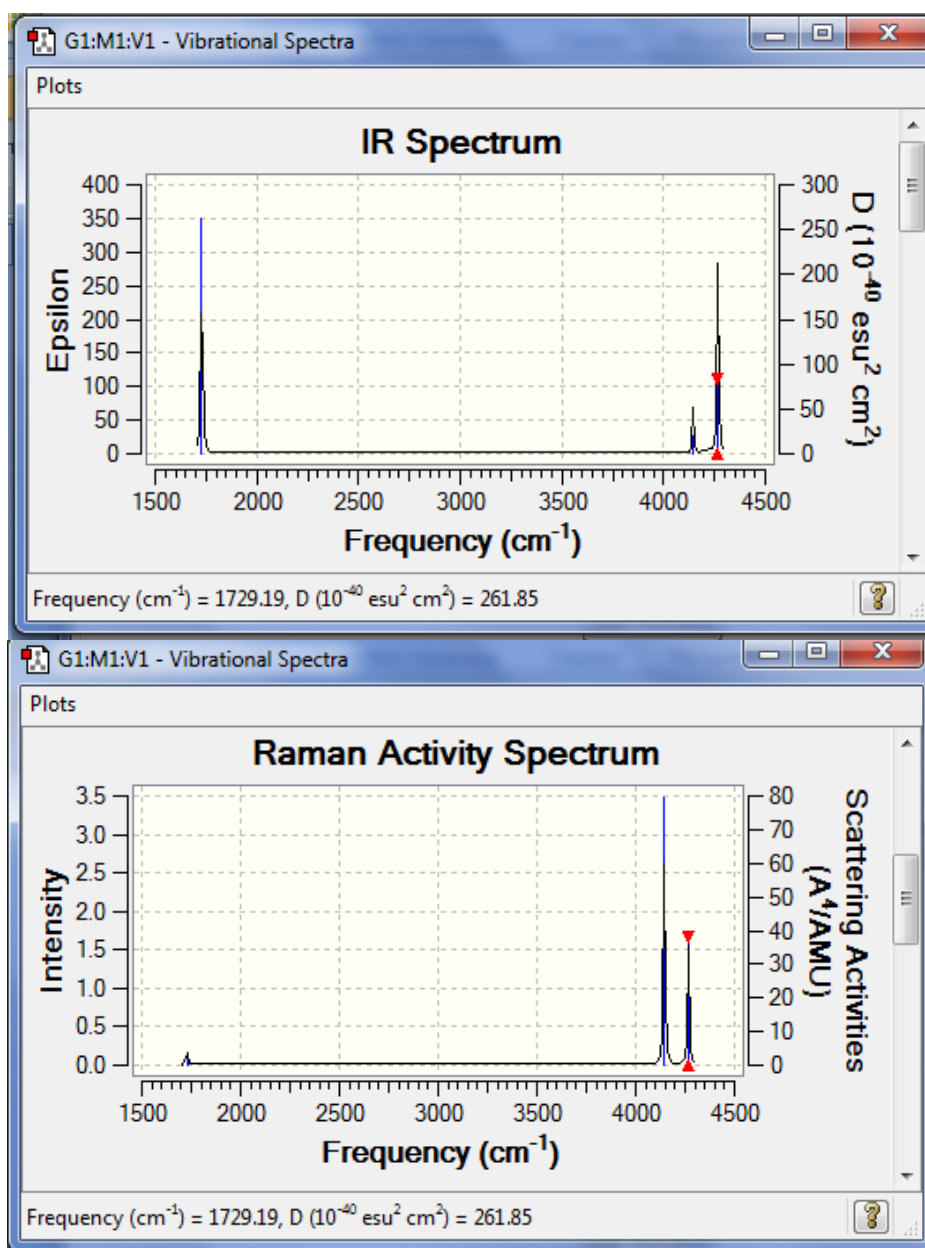 G1:M1:V1 - Vibrational Spectra
Plots
IR Spectrum
400
350
300
250
200
150
100
50
0
Epsilon
300
250
200
150
100
50
0
D (10⁻⁴⁰ esu² cm²)
1500 2000 2500 3000 3500 4000 4500
Frequency (cm⁻¹)
Frequency (cm⁻¹) = 1729.19, D (10⁻⁴⁰ esu² cm²) = 261.85
G1:M1:V1 - Vibrational Spectra
Plots
Raman Activity Spectrum
3.5
3.0
2.5
2.0
1.5
1.0
0.5
0.0
Intensity
80
70
60
50
40
30
20
10
0
Scattering Activities
(A⁴/AMU)
1500 2000 2500 3000 3500 4000 4500
Frequency (cm⁻¹)
Frequency (cm⁻¹) = 1729.19, D (10⁻⁴⁰ esu² cm²) = 261.85